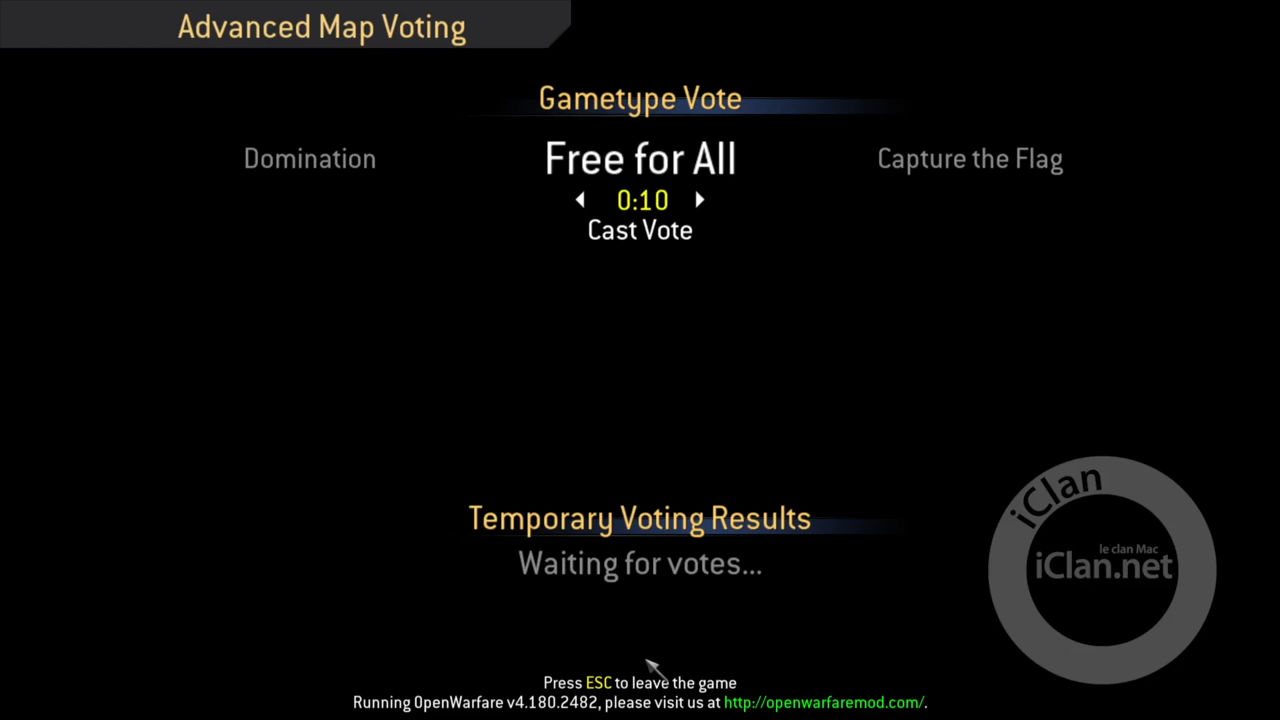 Advanced Map Voting
Gametype Vote
Domination
Free for All
Capture the Flag
0:10
Cast Vote
Temporary Voting Results
Waiting for votes...
iClan
le clan Mac
iClan.net
Press ESC to leave the game
Running OpenWarfare v4.180.2482, please visit us at http://openwarfaremod.com/.